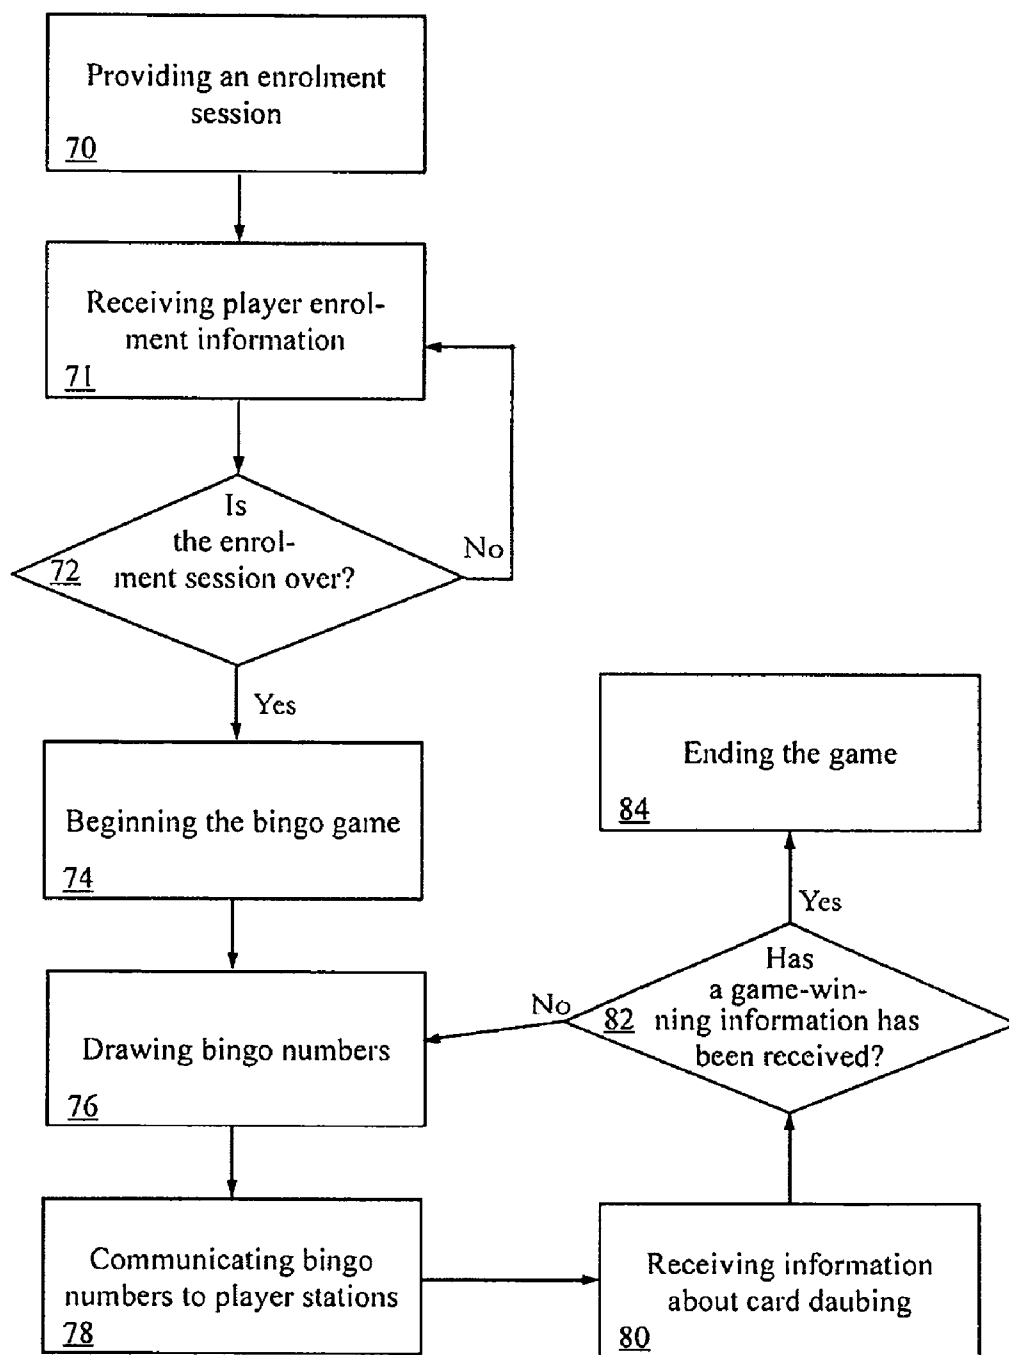 Providing an enrolment
session
70
Receiving player enrol-
ment information
71
Is
the enrol-
72
ment session over?
No
Yes
Beginning the bingo game
74
Drawing bingo numbers
76
Communicating bingo
numbers to player stations
78
Receiving information
about card daubing
80
Has
a game-win-
82
ning information has
been received?
No
Yes
Ending the game
84